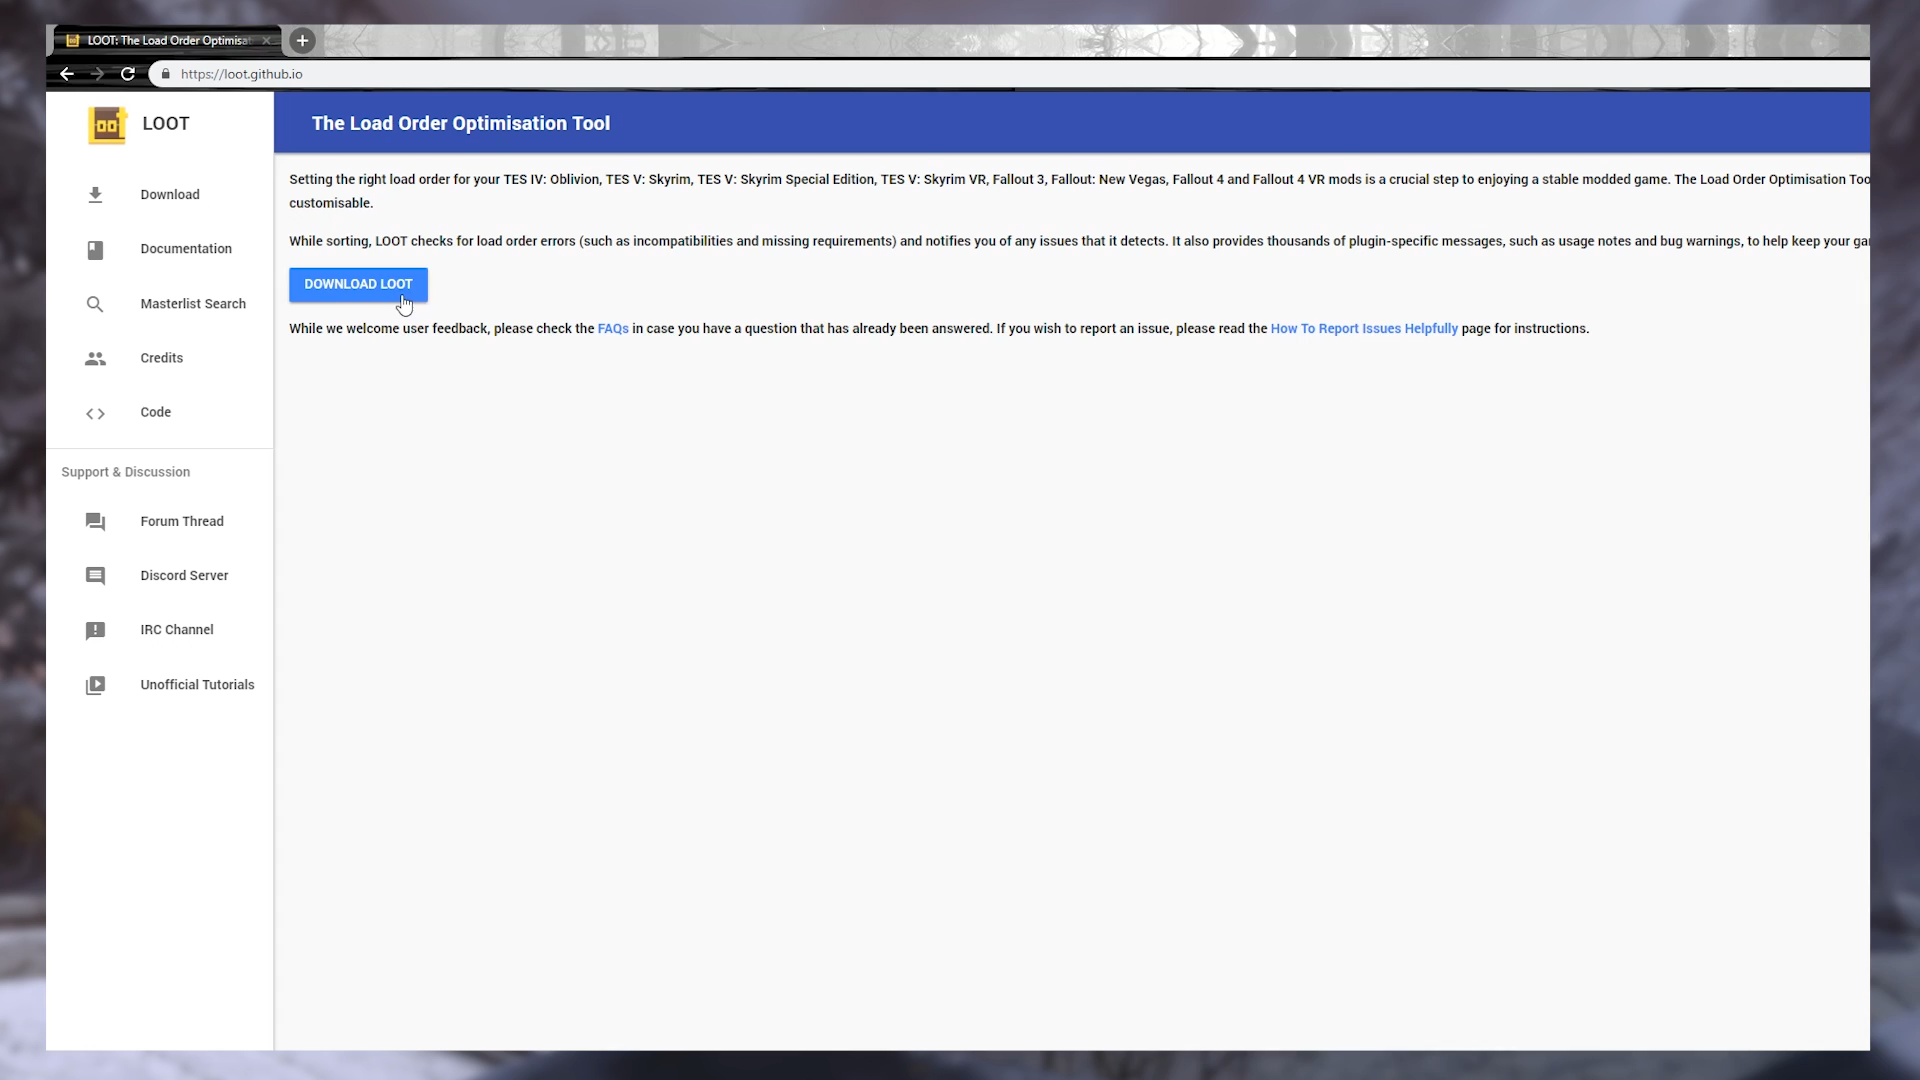 LOOT: The Load Order Optimisa
https://loot.github.io
LOOT
The Load Order Optimisation Tool
Download
Documentation
Masterlist Search
Credits
Code
Support & Discussion
Forum Thread
Discord Server
IRC Channel
Unofficial Tutorials
Setting the right load order for your TES IV: Oblivion, TES V: Skyrim, TES V: Skyrim Special Edition, TES V: Skyrim VR, Fallout 3, Fallout: New Vegas, Fallout 4 and Fallout 4 VR mods is a crucial step to enjoying a stable modded game. The Load Order Optimisation Too
customisable.
While sorting, LOOT checks for load order errors (such as incompatibilities and missing requirements) and notifies you of any issues that it detects. It also provides thousands of plugin-specific messages, such as usage notes and bug warnings, to help keep your ga
DOWNLOAD LOOT
While we welcome user feedback, please check the FAQs in case you have a question that has already been answered. If you wish to report an issue, please read the How To Report Issues Helpfully page for instructions.